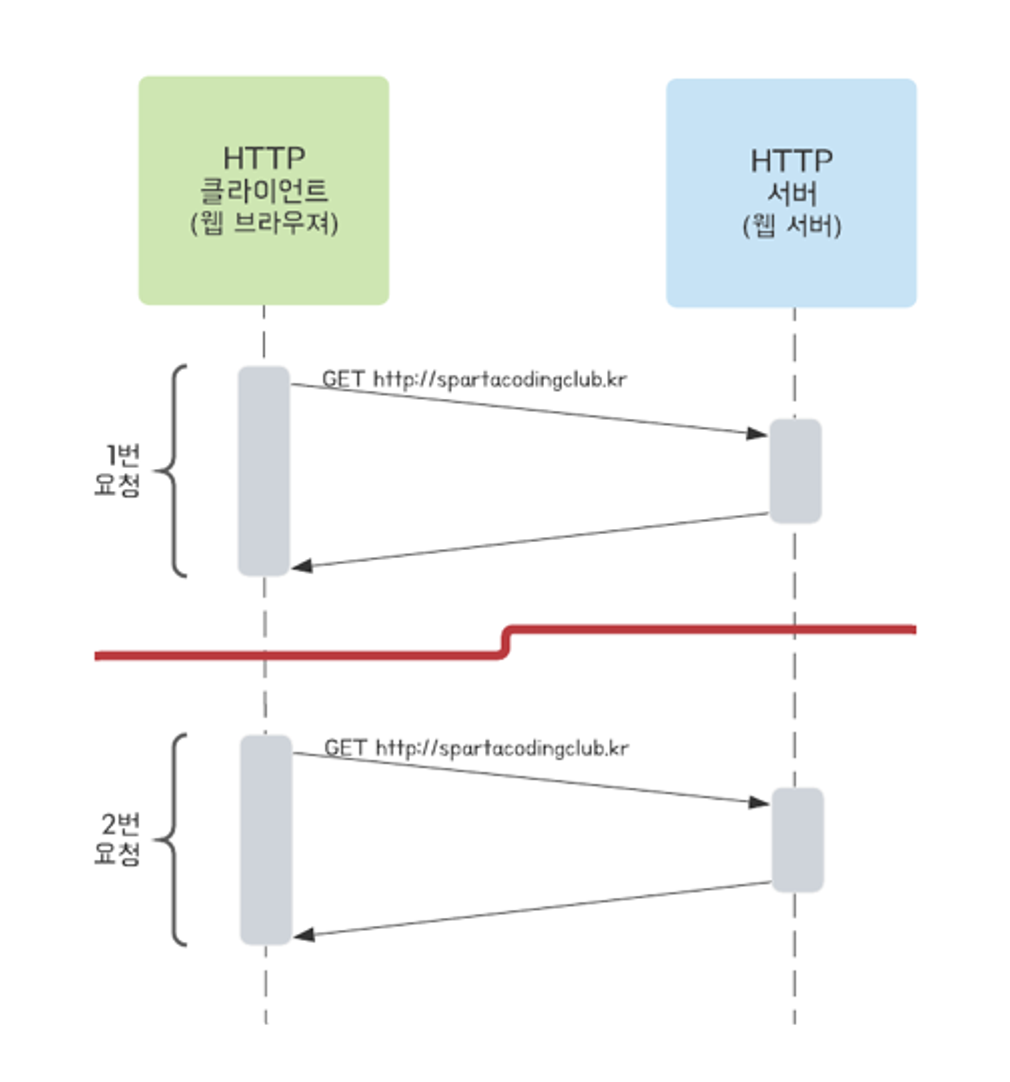 HTTP
클라이언트
(웹 브라우져)
HTTP
서버
(웹 서버)
GET http://spartacodingclub.kr
1번
요청
GET http://spartacodingclub.kr
2번
요청